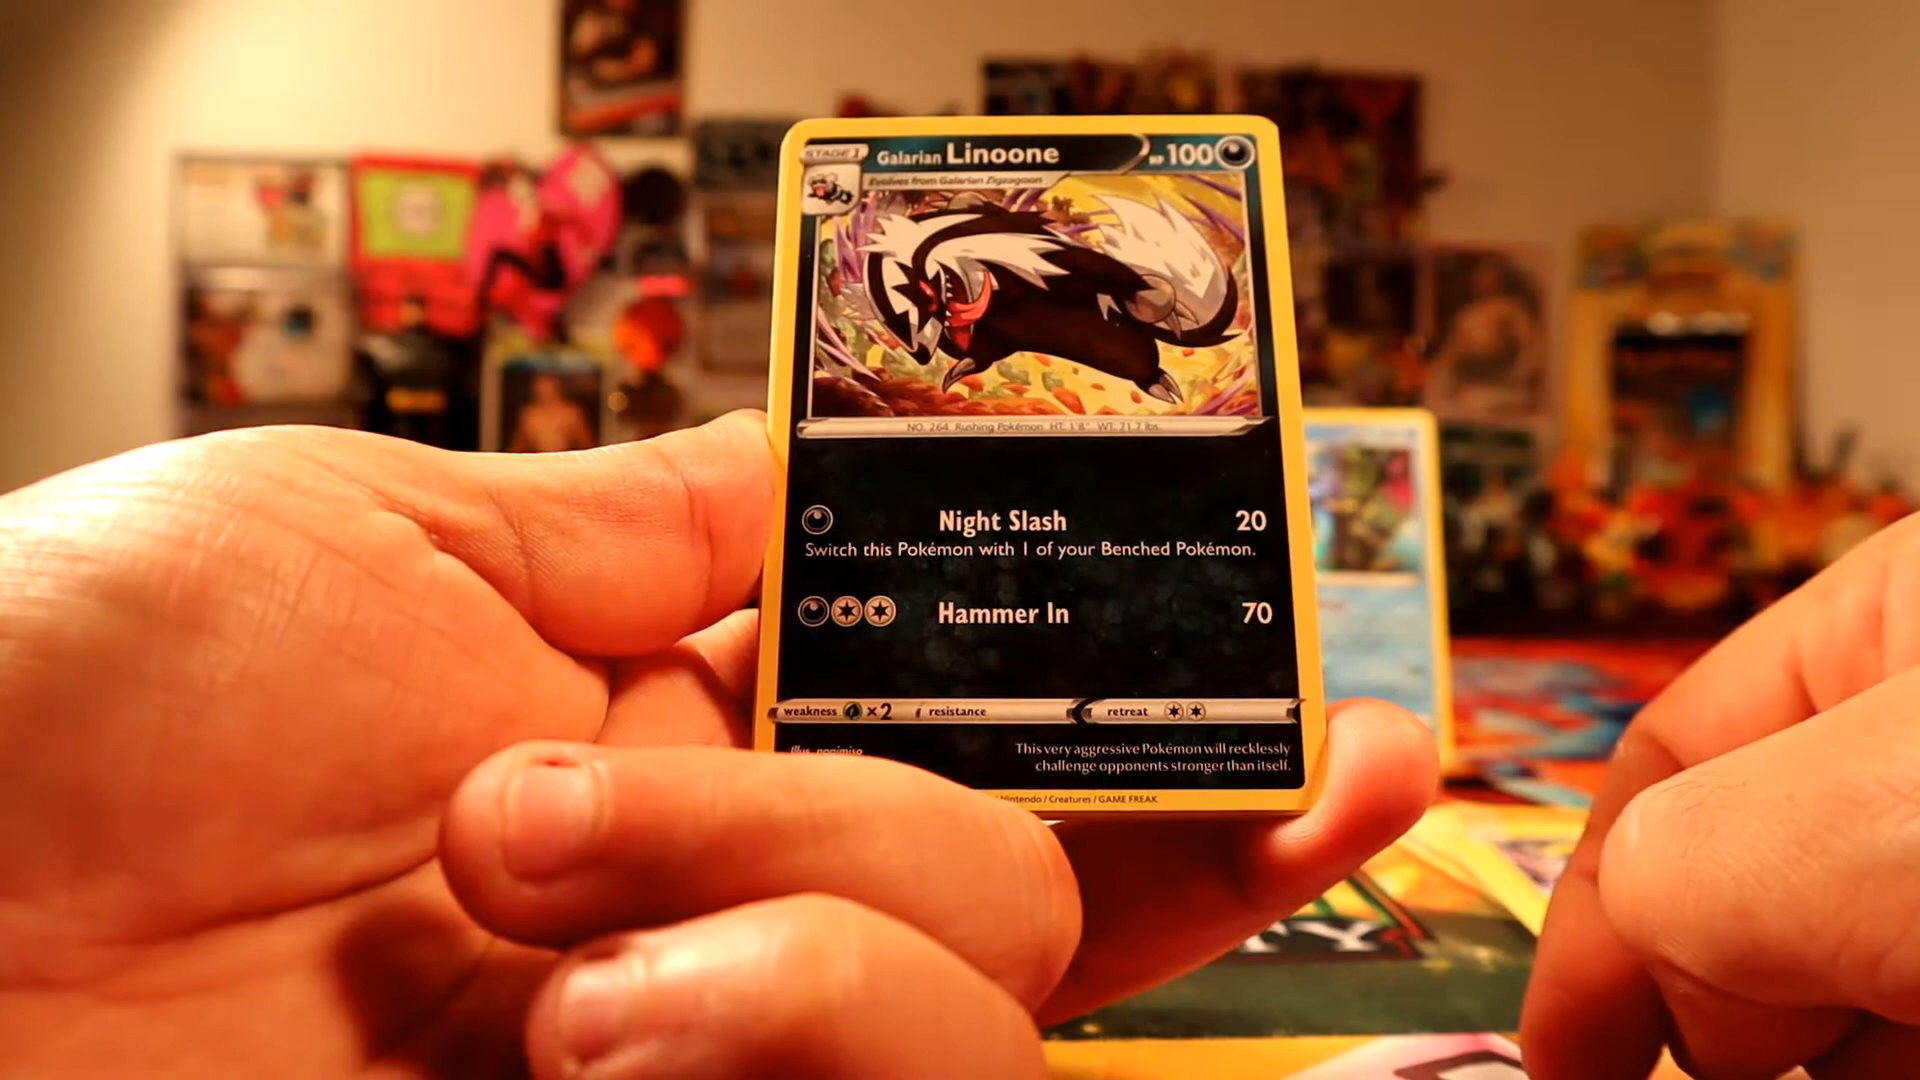 STAGE 1
Galarian Linoone
HP 100
Evolves from Galarian Zigzagoon
NO. 264 Rushing Pokémon HT: 1'8" WT: 71.7 lbs.
Night Slash 20
Switch this Pokémon with 1 of your Benched Pokémon.
Hammer In 70
weakness ×2 resistance retreat
Illus.
This very aggressive Pokémon will recklessly
challenge opponents stronger than itself.
Nintendo / Creatures / GAME FREAK
TY